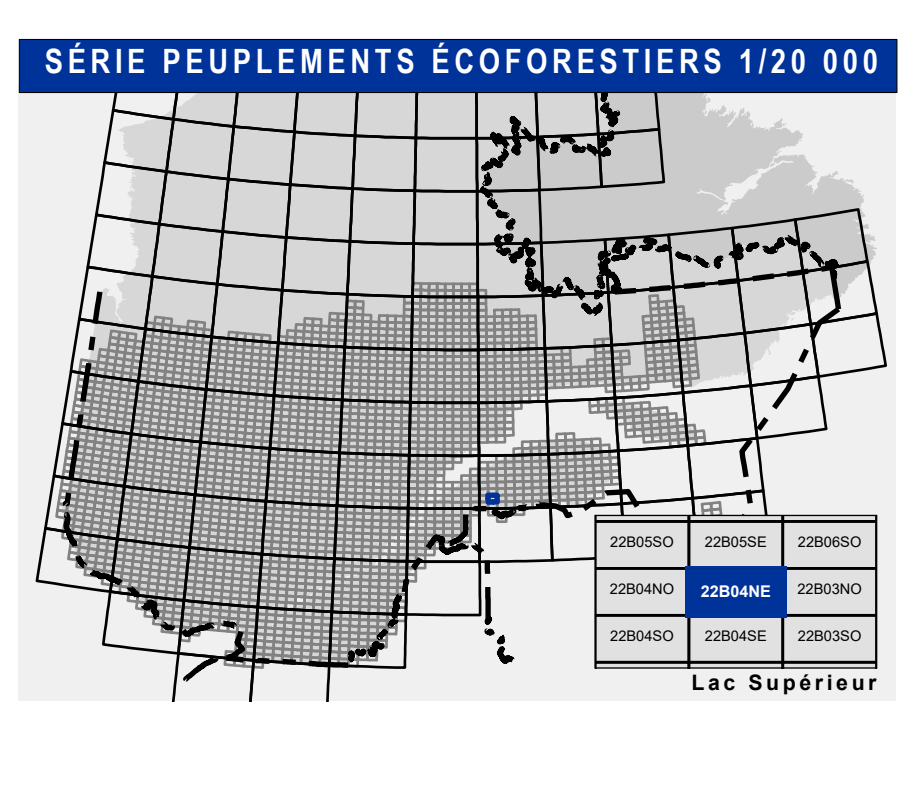 SÉRIE PEUPLEMENTS ÉCOFORESTIERS 1/20 000
22B05SO 22B05SE 22B06SO
22B04NO 22B04NE 22B03NO
22B04SO 22B04SE 22B03SO
Lac Supérieur